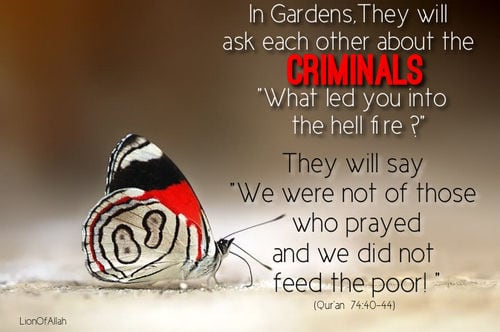 In Gardens,They will
ask each other about the
CRIMINALS
"What led you into
the hell fire ?"
They will say
"We were not of those
who prayed
and we did not
feed the poor! "
(Qur'an 74:40-44)
LionOfAllah